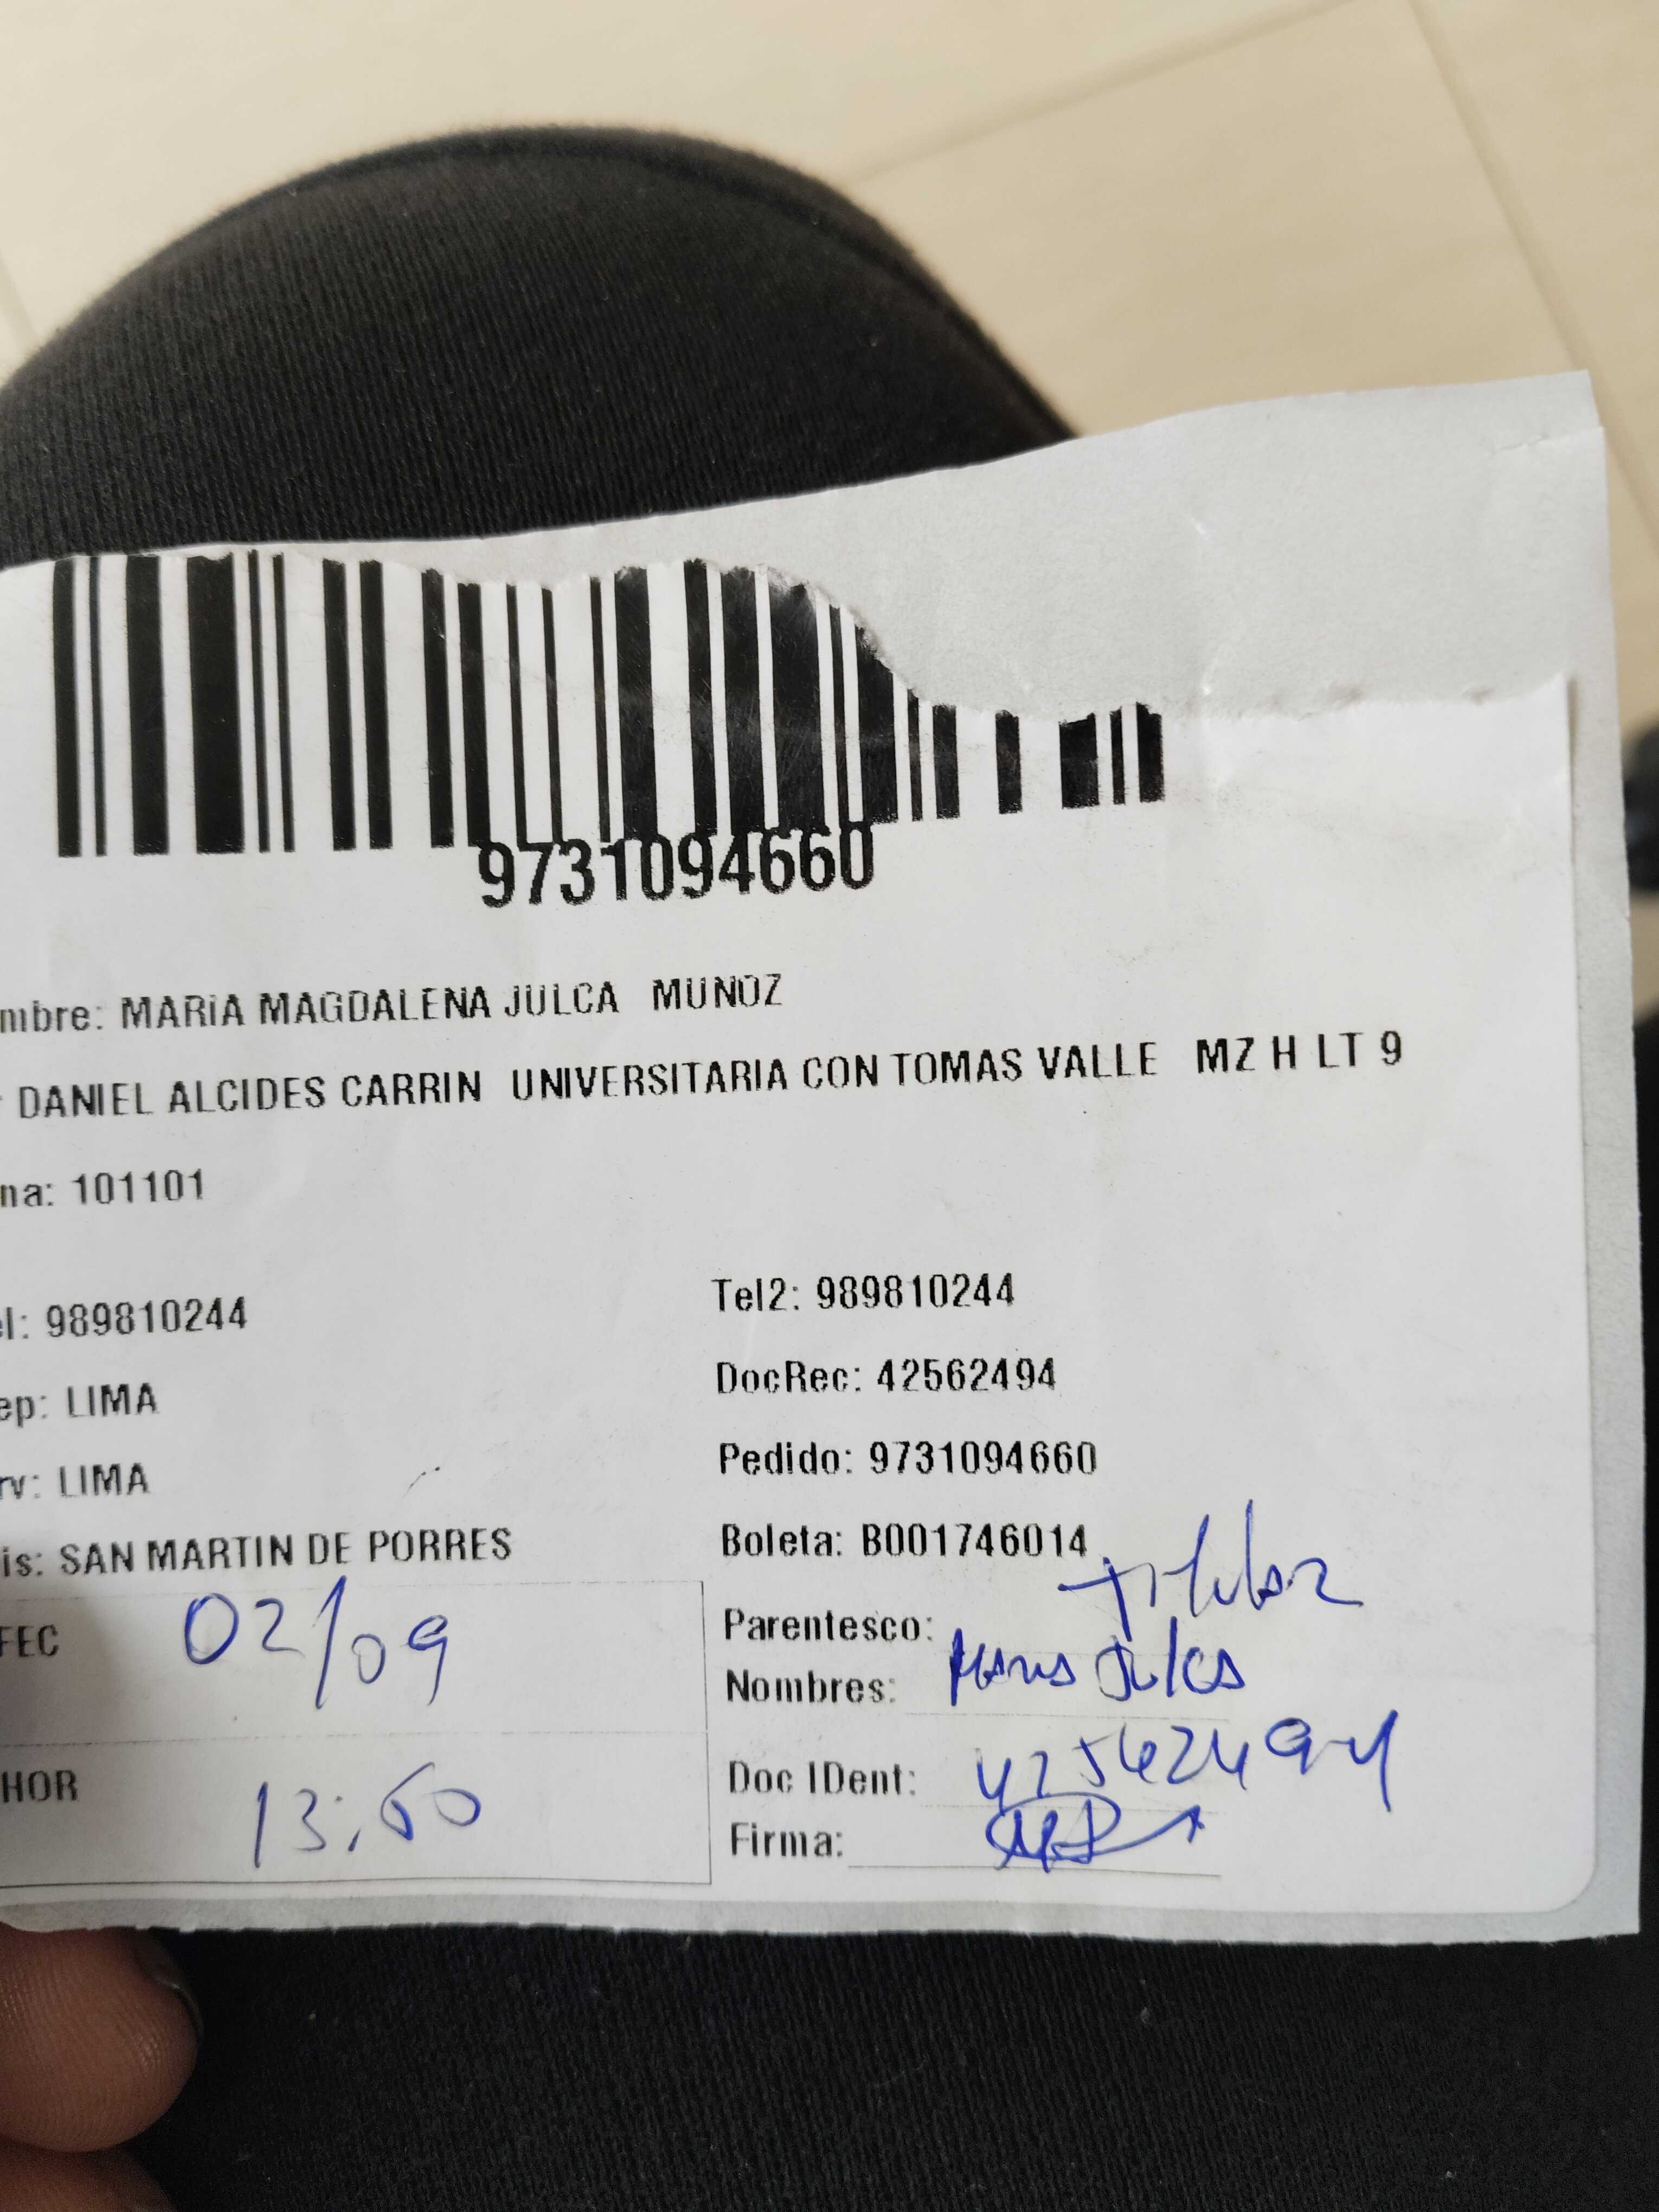 9731094660
mbre: MARIA MAGDALENA JULCA MUNOZ
DANIEL ALCIDES CARRIN UNIVERSITARIA CON TOMAS VALLE MZ H LT 9
na: 101101
el: 989810244
Tel2: 989810244
ep: LIMA
DocRec: 42562494
rv: LIMA
Pedido: 9731094660
is: SAN MARTIN DE PORRES
Boleta: B001746014
FEC 02/09
Parentesco:
Nombres: Julca
HOR
Doc IDent: 42562494
Firma: